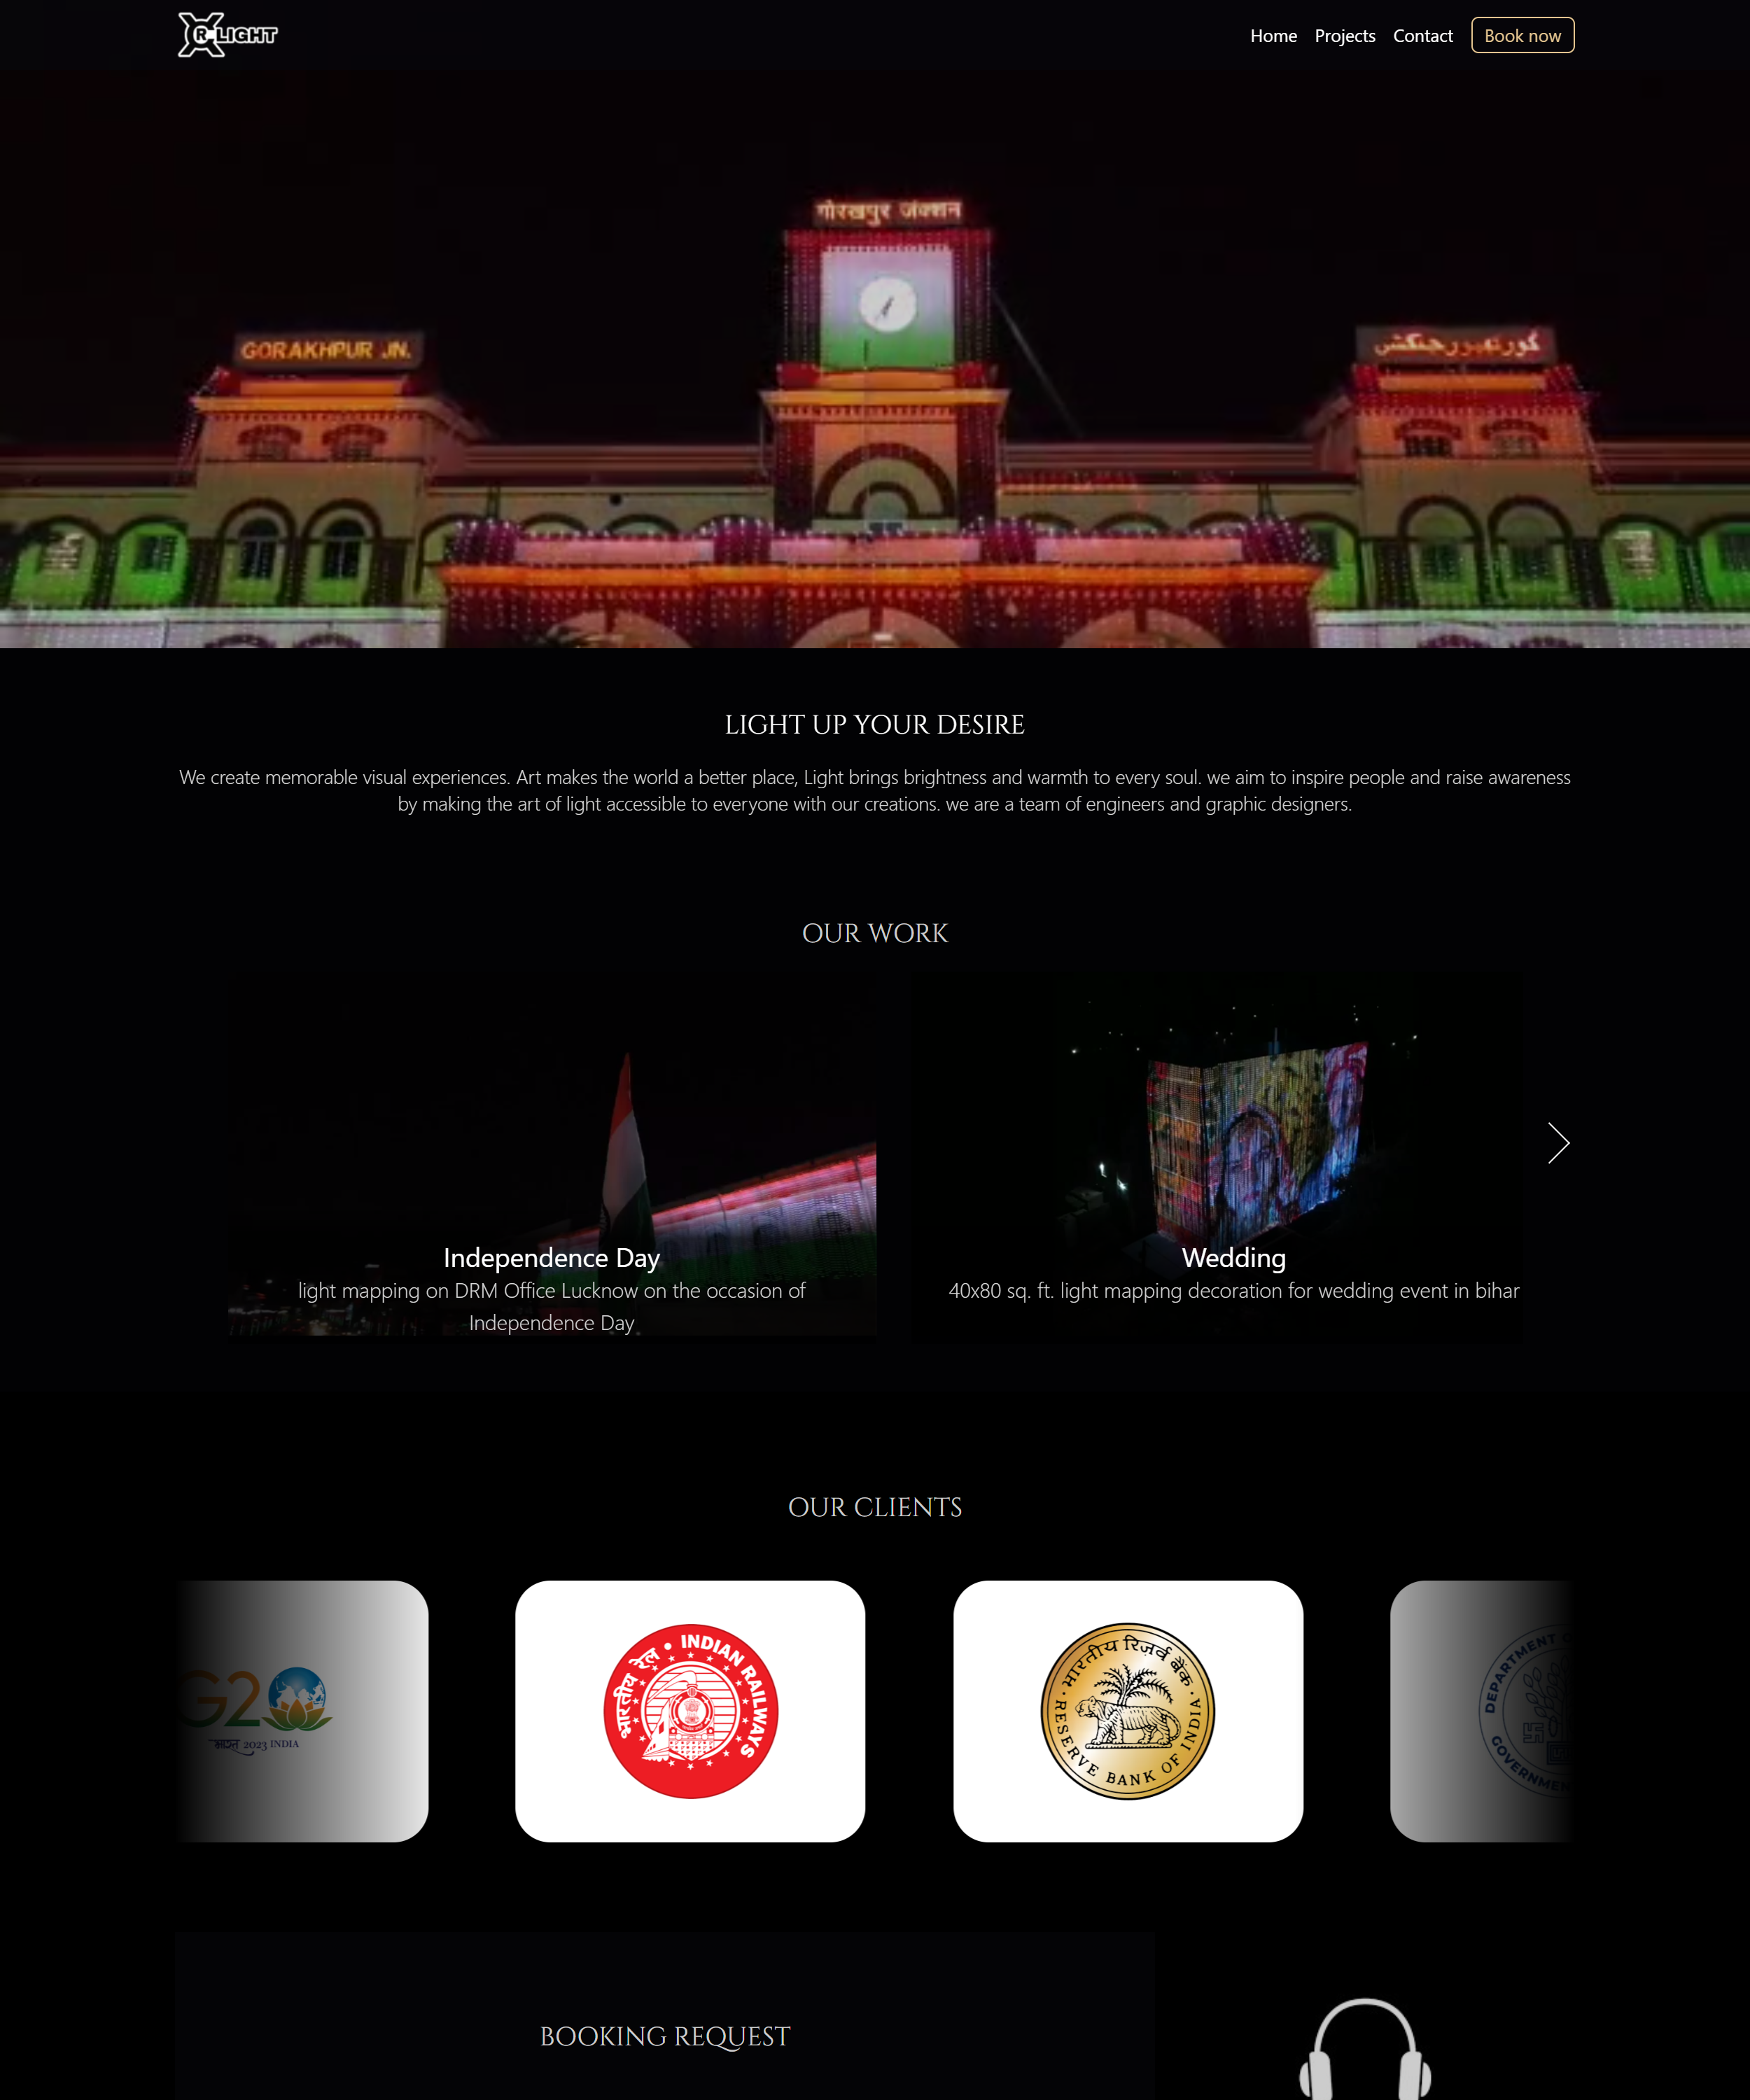 R LIGHT
Home Projects Contact Book now
गोरखपुर जंक्शन
GORAKHPUR JN.
گورکھپور جنکشن
LIGHT UP YOUR DESIRE
We create memorable visual experiences. Art makes the world a better place, Light brings brightness and warmth to every soul. we aim to inspire people and raise awareness
by making the art of light accessible to everyone with our creations. we are a team of engineers and graphic designers.
OUR WORK
Independence Day
light mapping on DRM Office Lucknow on the occasion of
Independence Day
Wedding
40x80 sq. ft. light mapping decoration for wedding event in bihar
OUR CLIENTS
G20
भारत 2023 INDIA
भारतीय रेल • INDIAN RAILWAYS
भारतीय रिज़र्व बैंक
RESERVE BANK OF INDIA
DEPARTMENT
BOOKING REQUEST